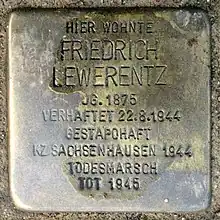 HIER WOHNTE
FRIEDRICH
LEWERENTZ
JG. 1875
VERHAFTET 22.8.1944
GESTAPOHAFT
KZ SACHSENHAUSEN 1944
TODESMARSCH
TOT 1945